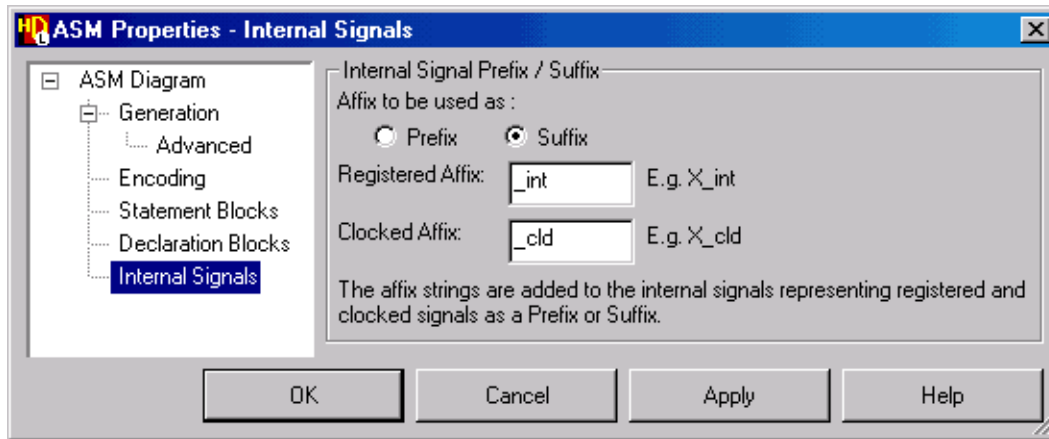 HDL ASM Properties - Internal Signals
ASM Diagram
Generation
Advanced
Encoding
Statement Blocks
Declaration Blocks
Internal Signals
Internal Signal Prefix / Suffix
Affix to be used as :
Prefix Suffix
Registered Affix: _int E.g. X_int
Clocked Affix: _cld E.g. X_cld
The affix strings are added to the internal signals representing registered and
clocked signals as a Prefix or Suffix.
OK Cancel Apply Help